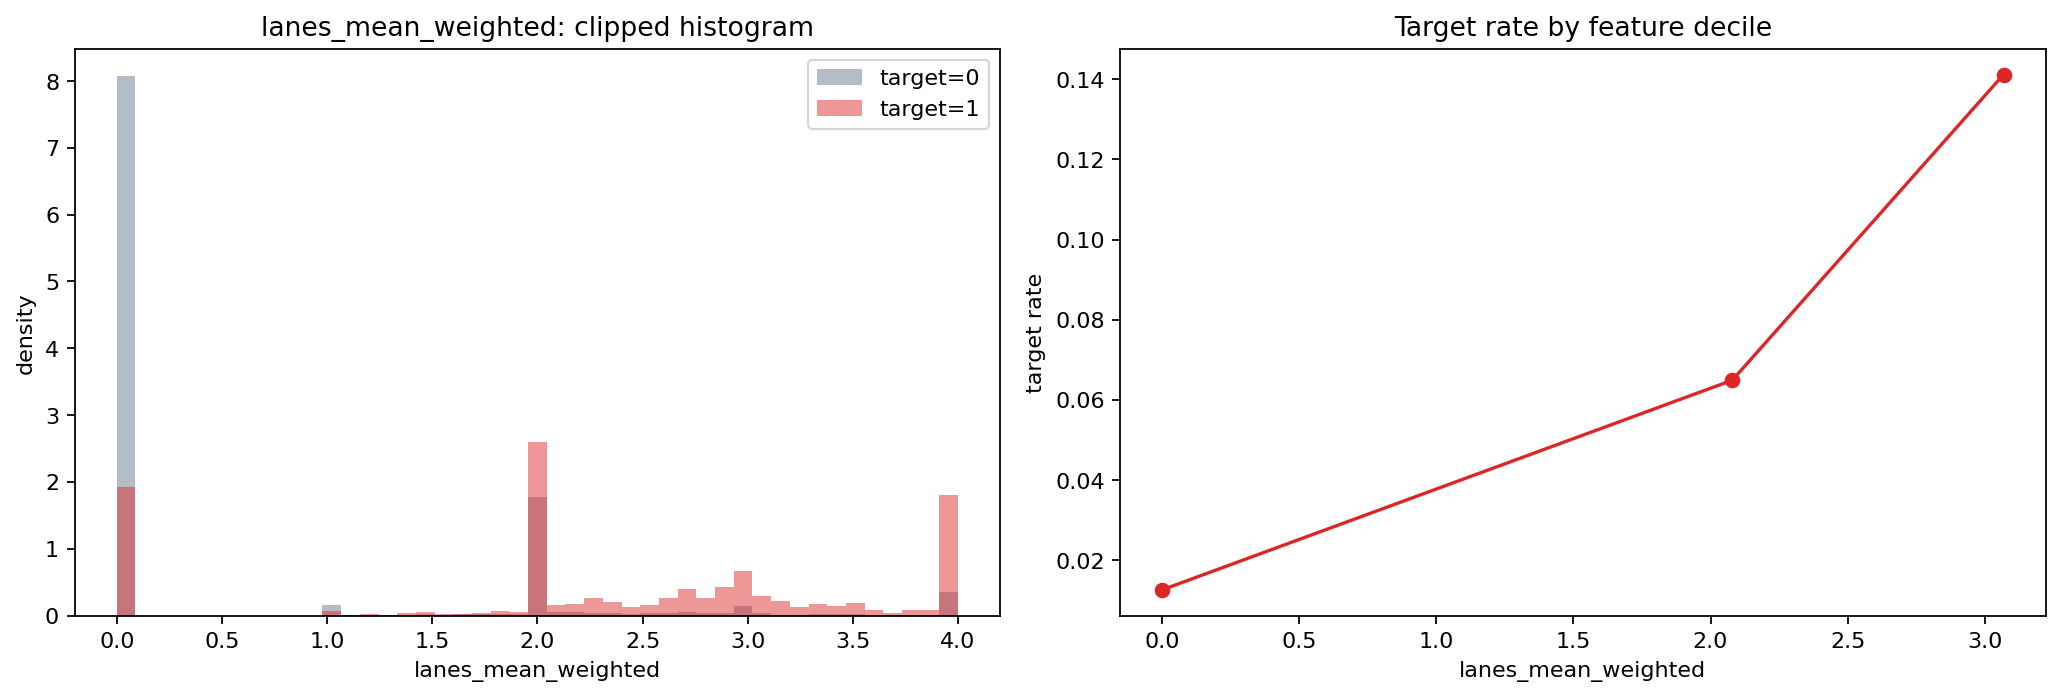 lanes_mean_weighted: clipped histogram
8
7
6
5
4
3
2
1
0
density
target=0
target=1
0.0 0.5 1.0 1.5 2.0 2.5 3.0 3.5 4.0
lanes_mean_weighted
Target rate by feature decile
0.14
0.12
0.10
0.08
0.06
0.04
0.02
target rate
0.0 0.5 1.0 1.5 2.0 2.5 3.0
lanes_mean_weighted